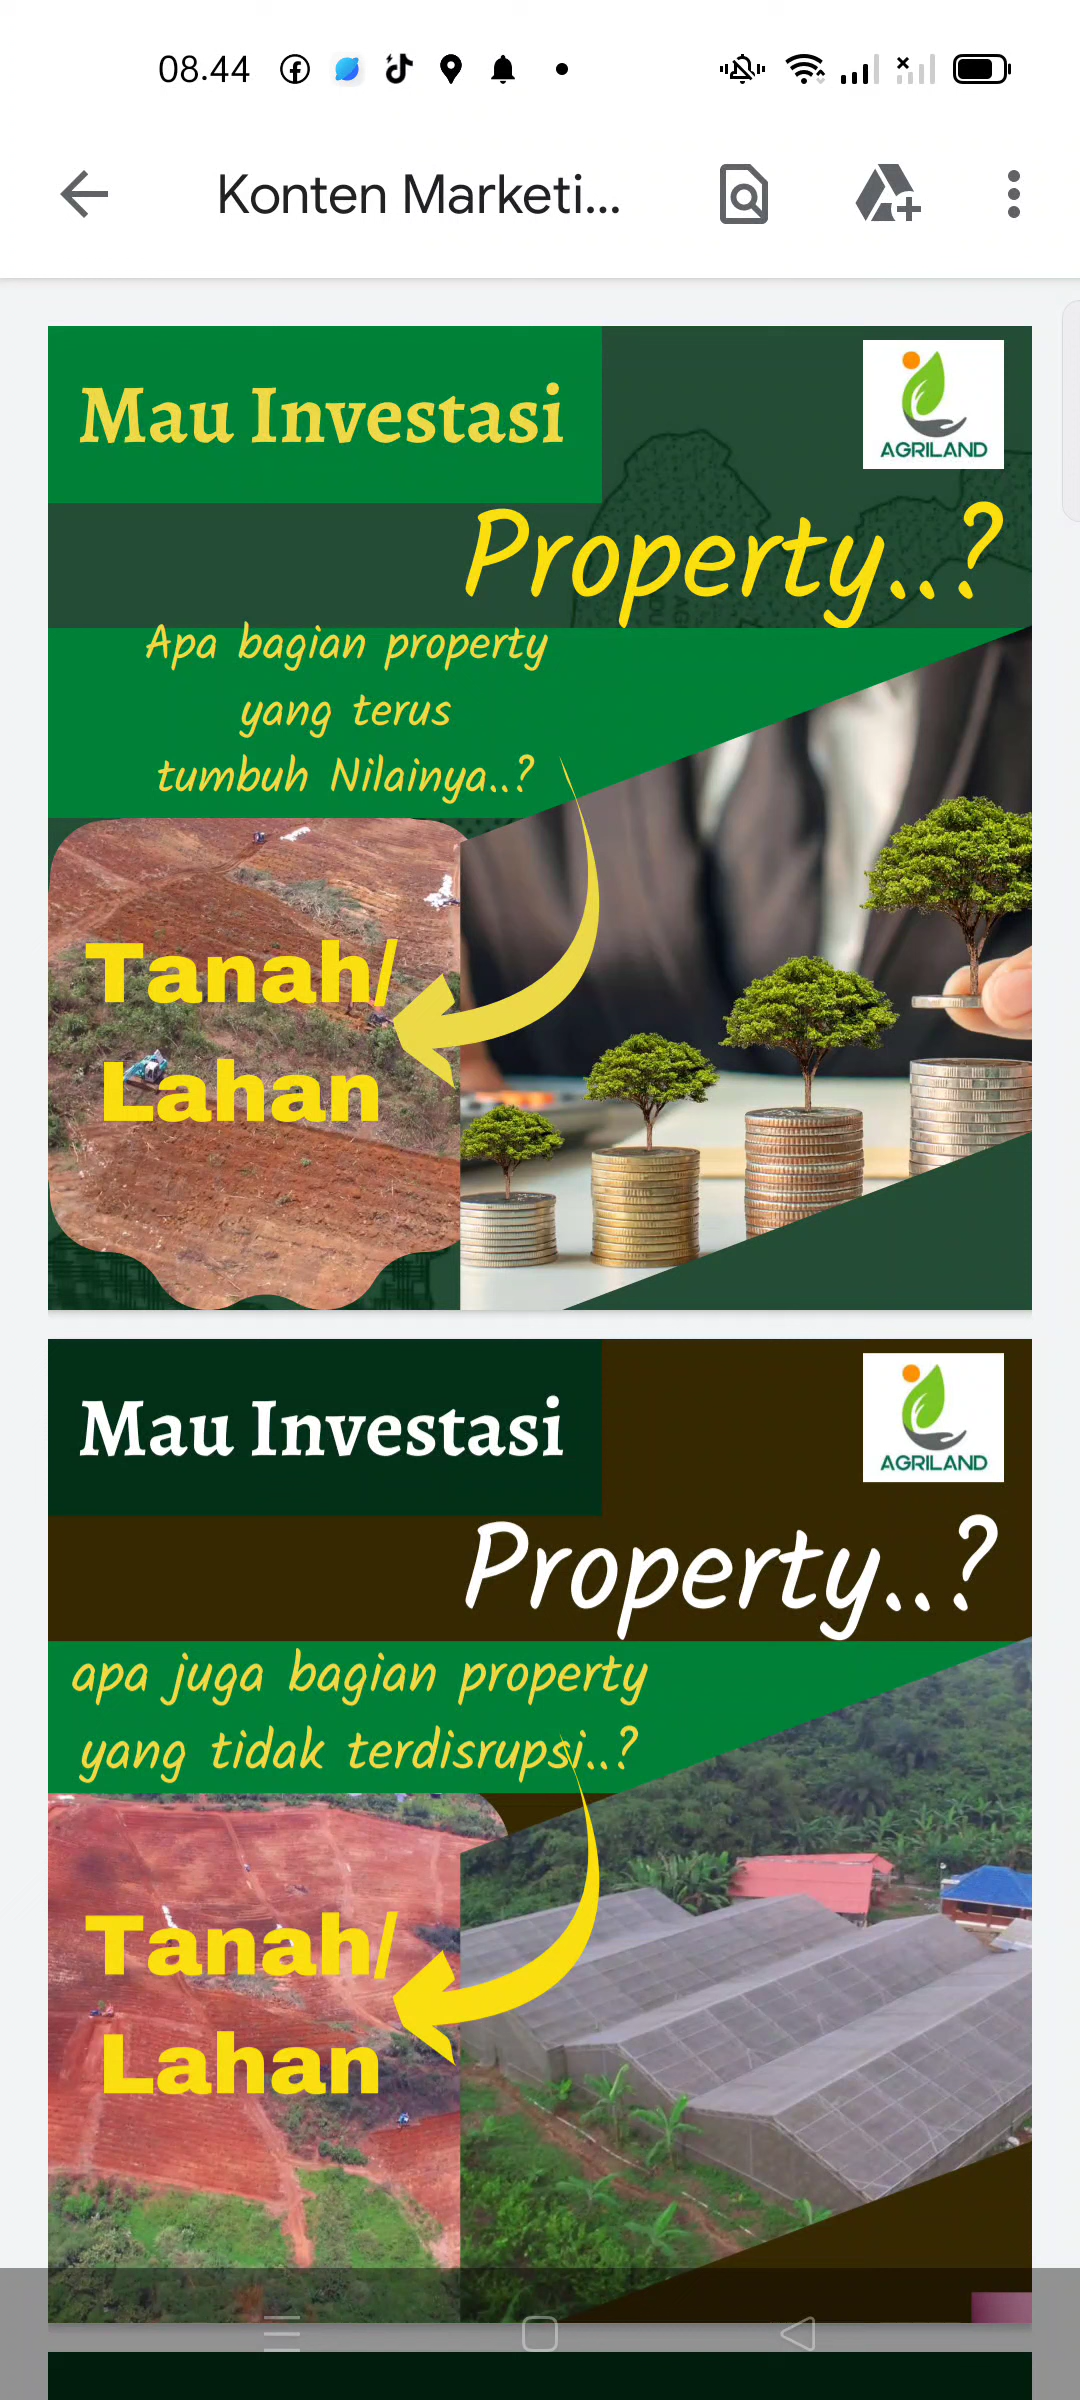 08.44
Konten Marketi...
Mau Investasi
AGRILAND
Property..?
Apa bagian property
yang terus
tumbuh Nilainya..?
Tanah/
Lahan
Mau Investasi
AGRILAND
Property..?
apa juga bagian property
yang tidak terdisrupsi..?
Tanah/
Lahan